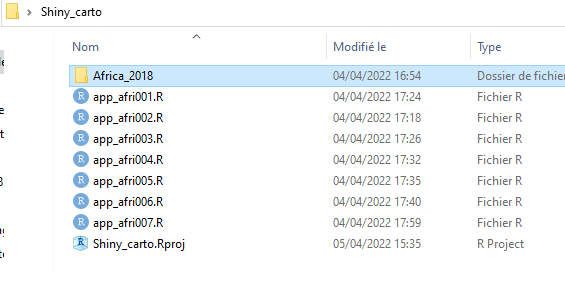 Shiny_carto
Nom Modifié le Type
Africa_2018 04/04/2022 16:54 Dossier de fichier
app_afri001.R 04/04/2022 17:24 Fichier R
app_afri002.R 04/04/2022 17:18 Fichier R
app_afri003.R 04/04/2022 17:26 Fichier R
app_afri004.R 04/04/2022 17:32 Fichier R
app_afri005.R 04/04/2022 17:35 Fichier R
app_afri006.R 04/04/2022 17:40 Fichier R
app_afri007.R 04/04/2022 17:59 Fichier R
Shiny_carto.Rproj 05/04/2022 15:35 R Project